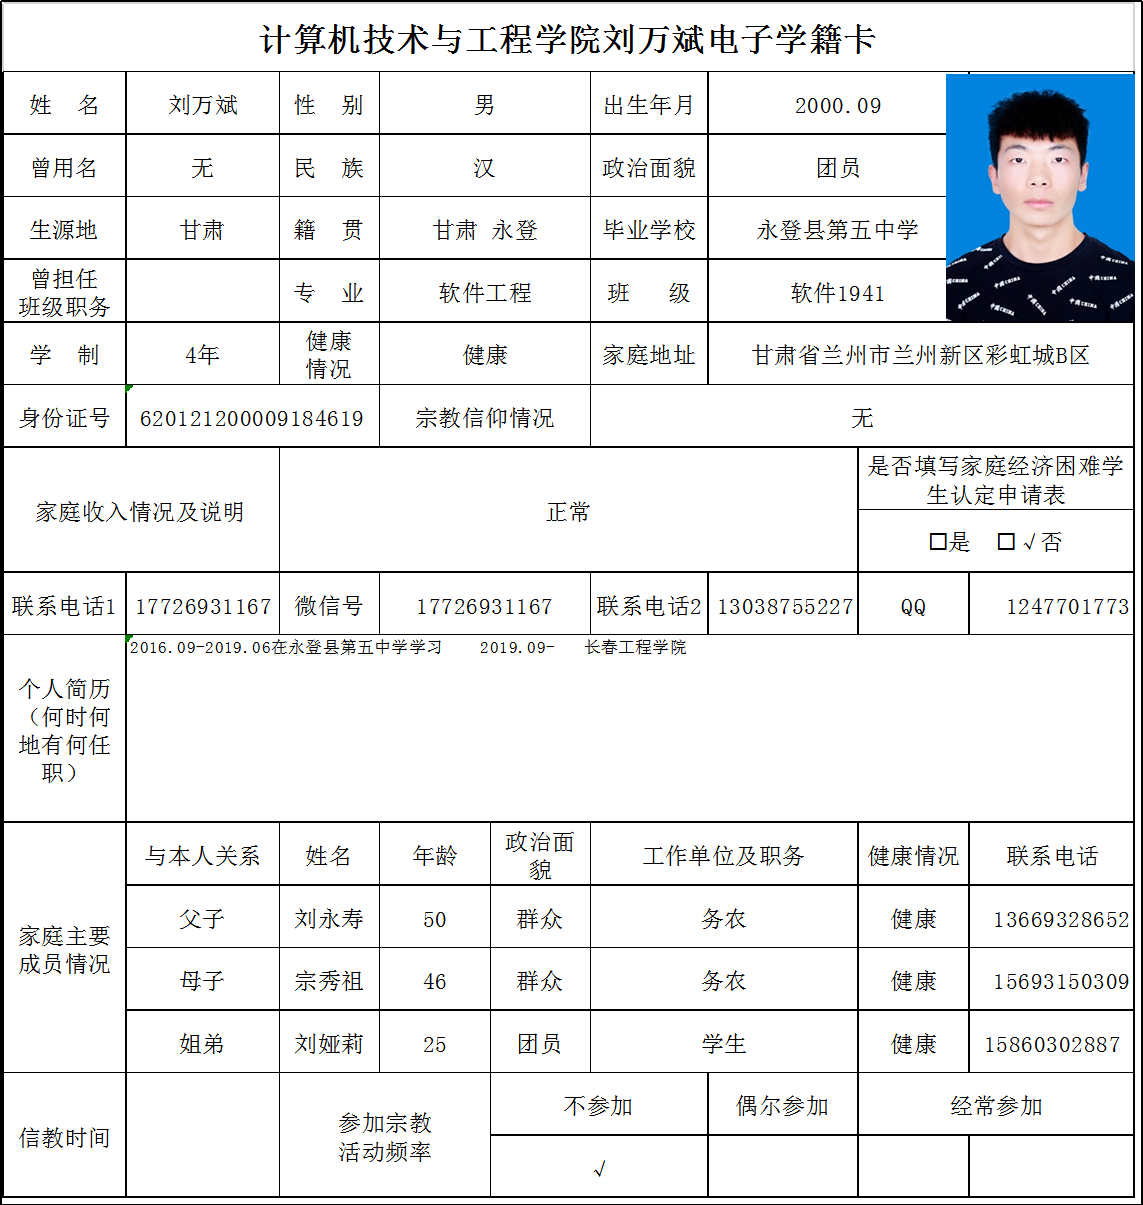 计算机技术与工程学院刘万斌电子学籍卡
姓 名 刘万斌 性 别 男 出生年月 2000.09
曾用名 无 民 族 汉 政治面貌 团员
生源地 甘肃 籍 贯 甘肃 永登 毕业学校 永登县第五中学
曾担任
班级职务 专 业 软件工程 班 级 软件1941
学 制 4年 健康
情况 健康 家庭地址 甘肃省兰州市兰州新区彩虹城B区
身份证号 620121200009184619 宗教信仰情况 无
家庭收入情况及说明 正常 是否填写家庭经济困难学
生认定申请表
□是 □√否
联系电话1 17726931167 微信号 17726931167 联系电话2 13038755227 QQ 1247701773
个人简历
（何时何
地有何任
职）
2016.09-2019.06在永登县第五中学学习 2019.09- 长春工程学院
家庭主要
成员情况
与本人关系 姓名 年龄 政治面
貌 工作单位及职务 健康情况 联系电话
父子 刘永寿 50 群众 务农 健康 13669328652
母子 宗秀祖 46 群众 务农 健康 15693150309
姐弟 刘娅莉 25 团员 学生 健康 15860302887
信教时间 参加宗教
活动频率 不参加 偶尔参加 经常参加
√